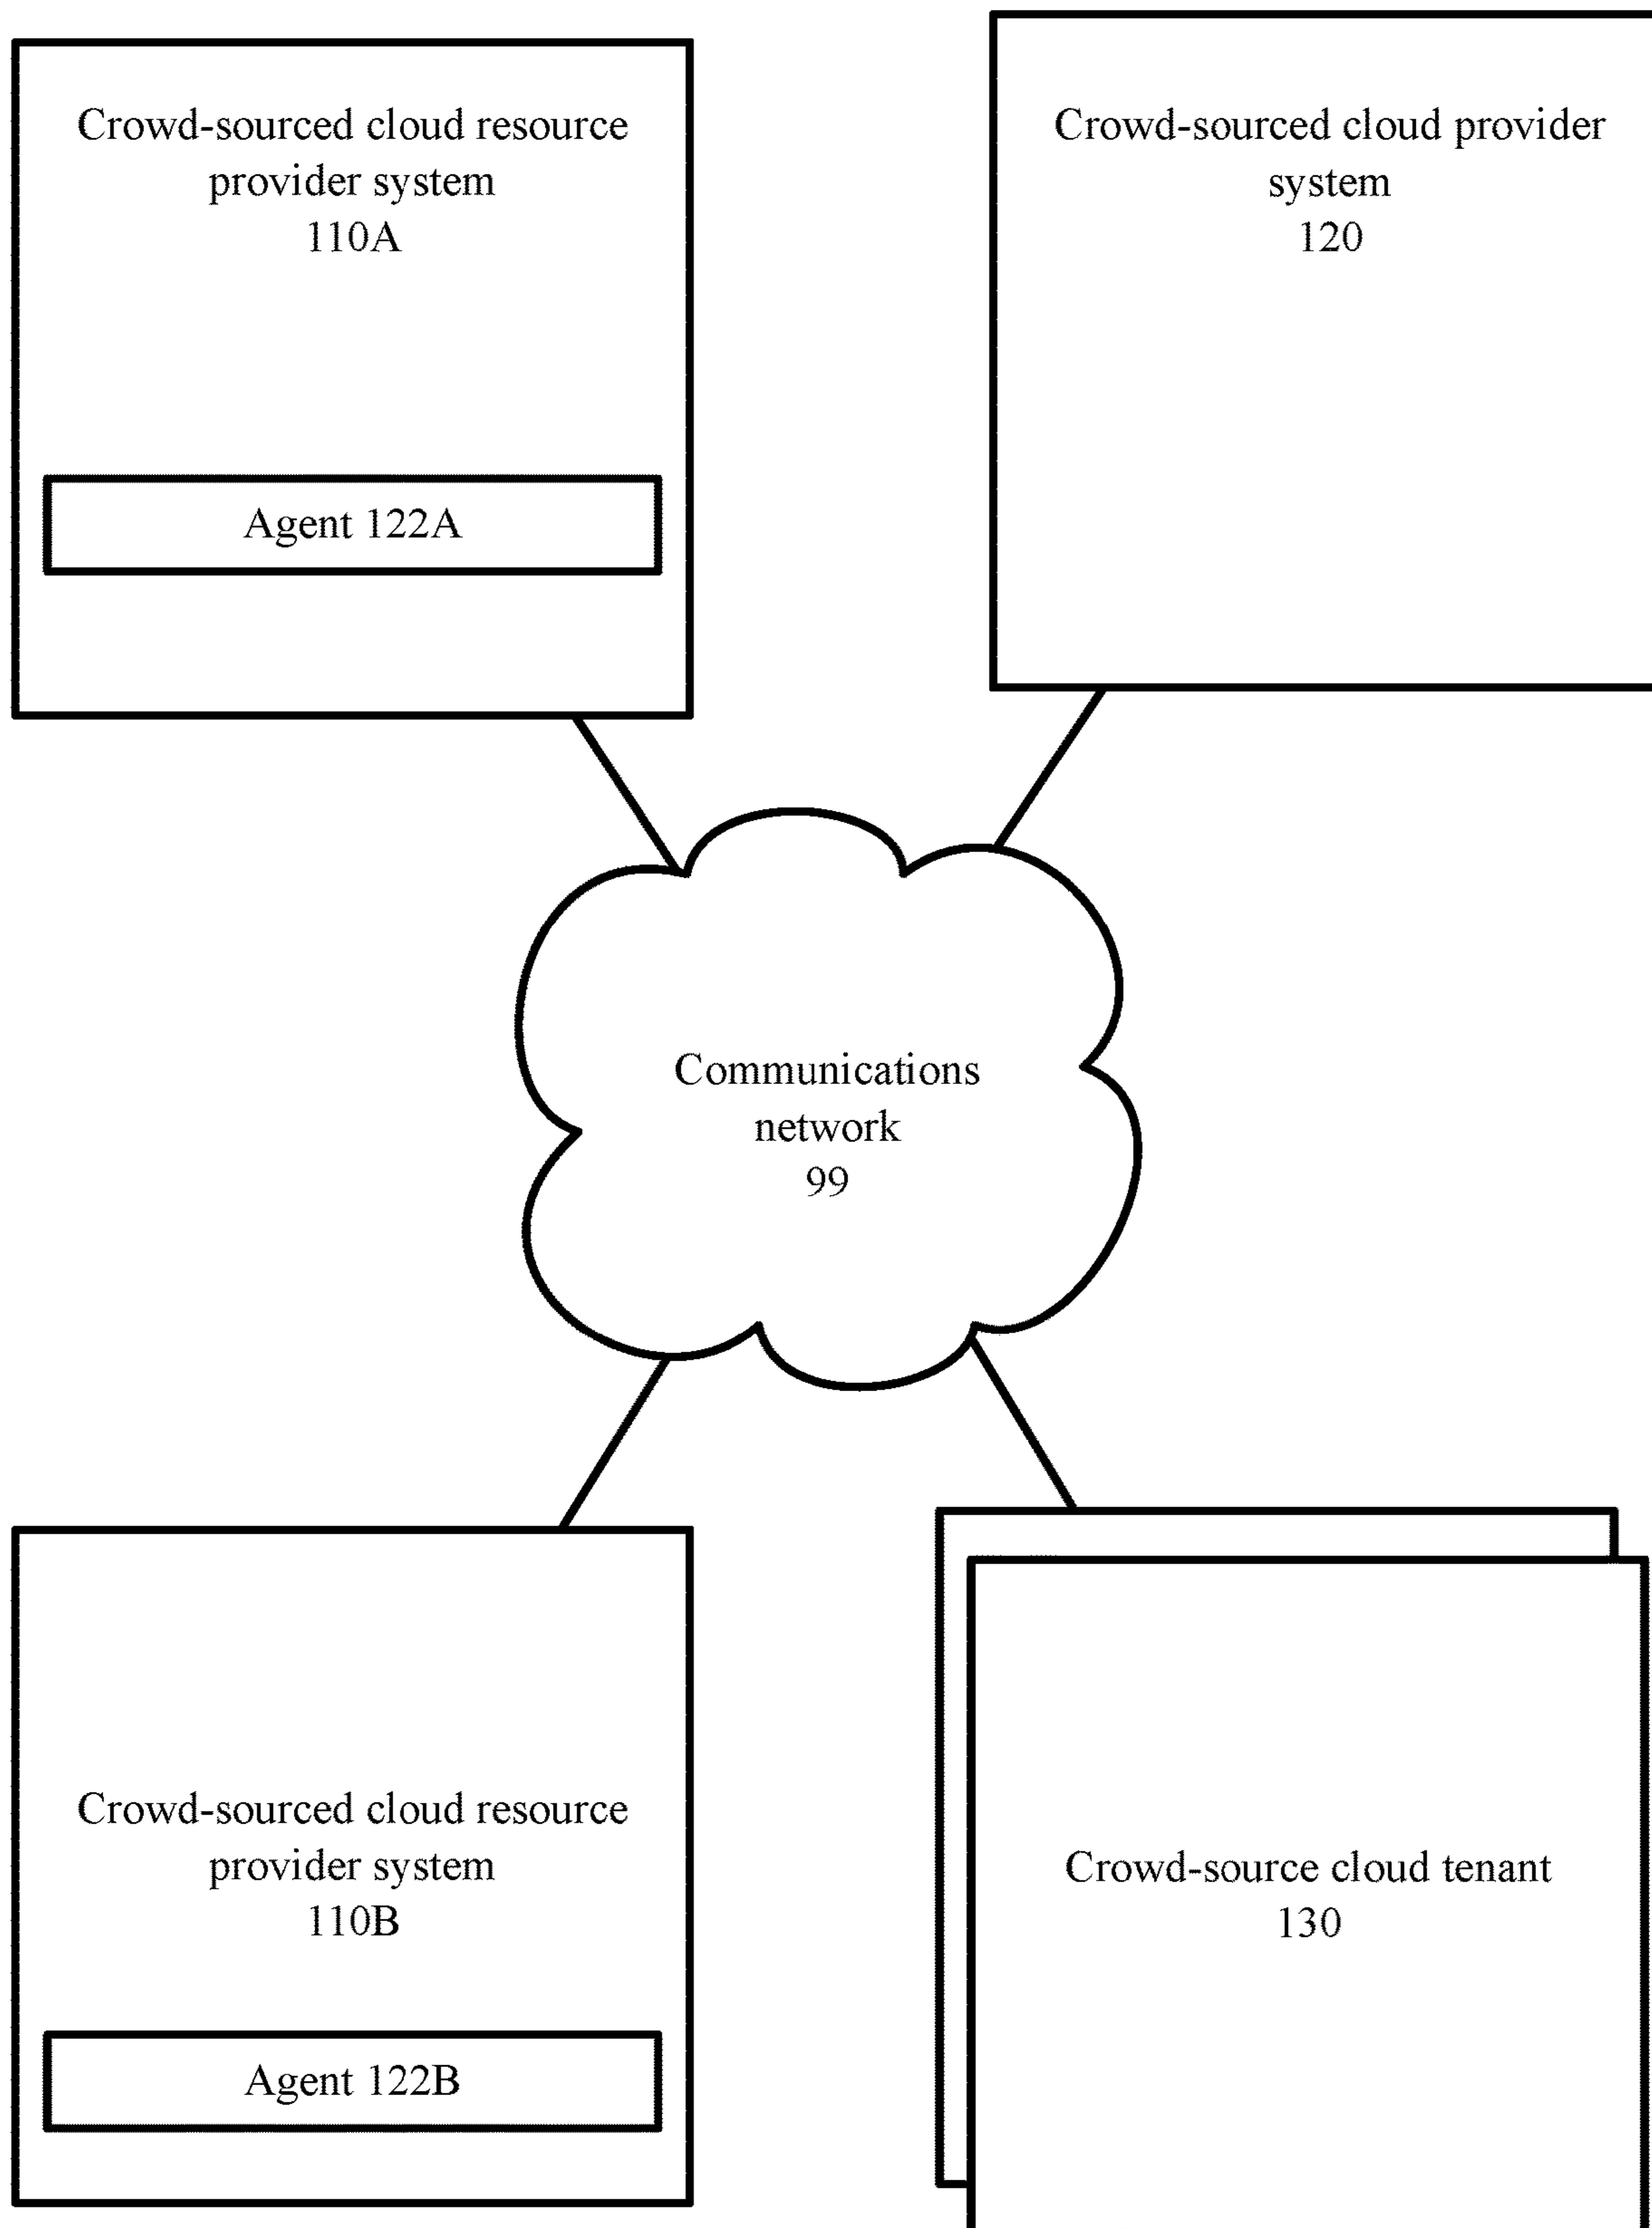 Crowd-sourced cloud resource
provider system
110A
Agent 122A
Crowd-sourced cloud provider
system
120
Communications
network
99
Crowd-sourced cloud resource
provider system
110B
Agent 122B
Crowd-source cloud tenant
130